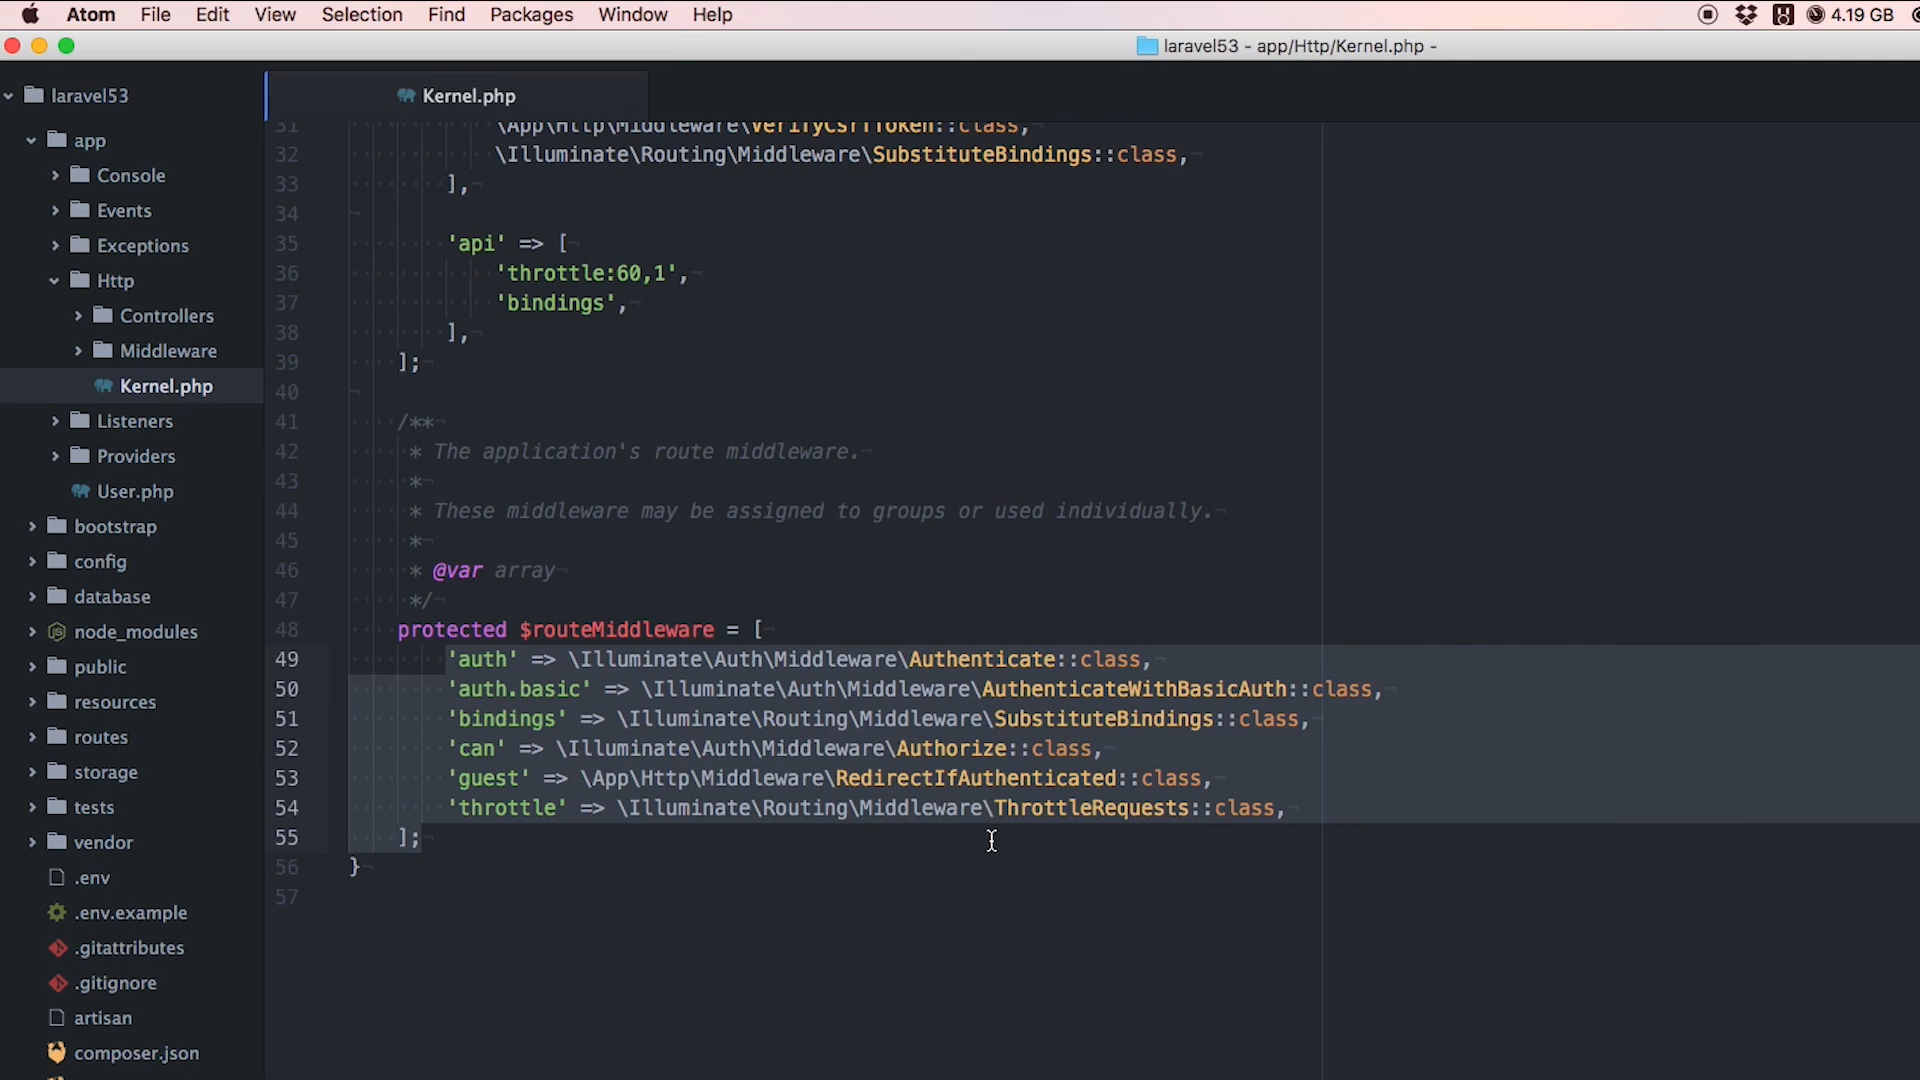 Atom File Edit View Selection Find Packages Window Help 4.19 GB
laravel53 - app/Http/Kernel.php -
laravel53
app
Console
Events
Exceptions
Http
Controllers
Middleware
Kernel.php
Listeners
Providers
User.php
bootstrap
config
database
node_modules
public
resources
routes
storage
tests
vendor
.env
.env.example
.gitattributes
.gitignore
artisan
composer.json
Kernel.php
31 \App\Http\Middleware\VerifyCsrfToken::class,
32 \Illuminate\Routing\Middleware\SubstituteBindings::class,
33 ],
34
35 'api' => [
36 'throttle:60,1',
37 'bindings',
38 ],
39 ];
40
41 /**
42 * The application's route middleware.
43 *
44 * These middleware may be assigned to groups or used individually.
45 *
46 * @var array
47 */
48 protected $routeMiddleware = [
49 'auth' => \Illuminate\Auth\Middleware\Authenticate::class,
50 'auth.basic' => \Illuminate\Auth\Middleware\AuthenticateWithBasicAuth::class,
51 'bindings' => \Illuminate\Routing\Middleware\SubstituteBindings::class,
52 'can' => \Illuminate\Auth\Middleware\Authorize::class,
53 'guest' => \App\Http\Middleware\RedirectIfAuthenticated::class,
54 'throttle' => \Illuminate\Routing\Middleware\ThrottleRequests::class,
55 ];
56 }
57